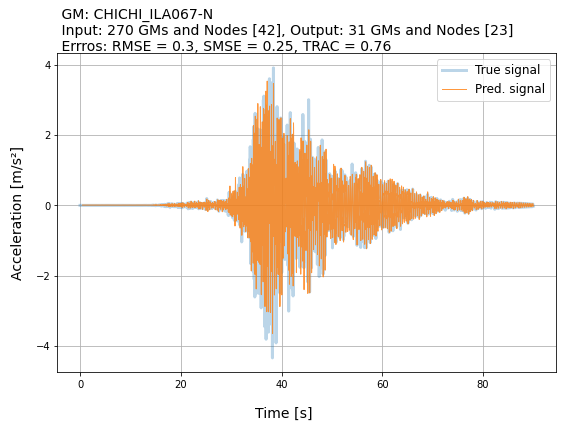 GM: CHICHI_ILA067-N
Input: 270 GMs and Nodes [42], Output: 31 GMs and Nodes [23]
Errros: RMSE = 0.3, SMSE = 0.25, TRAC = 0.76
True signal
Pred. signal
Acceleration [m/s²]
4
2
0
−2
−4
0 20 40 60 80
Time [s]